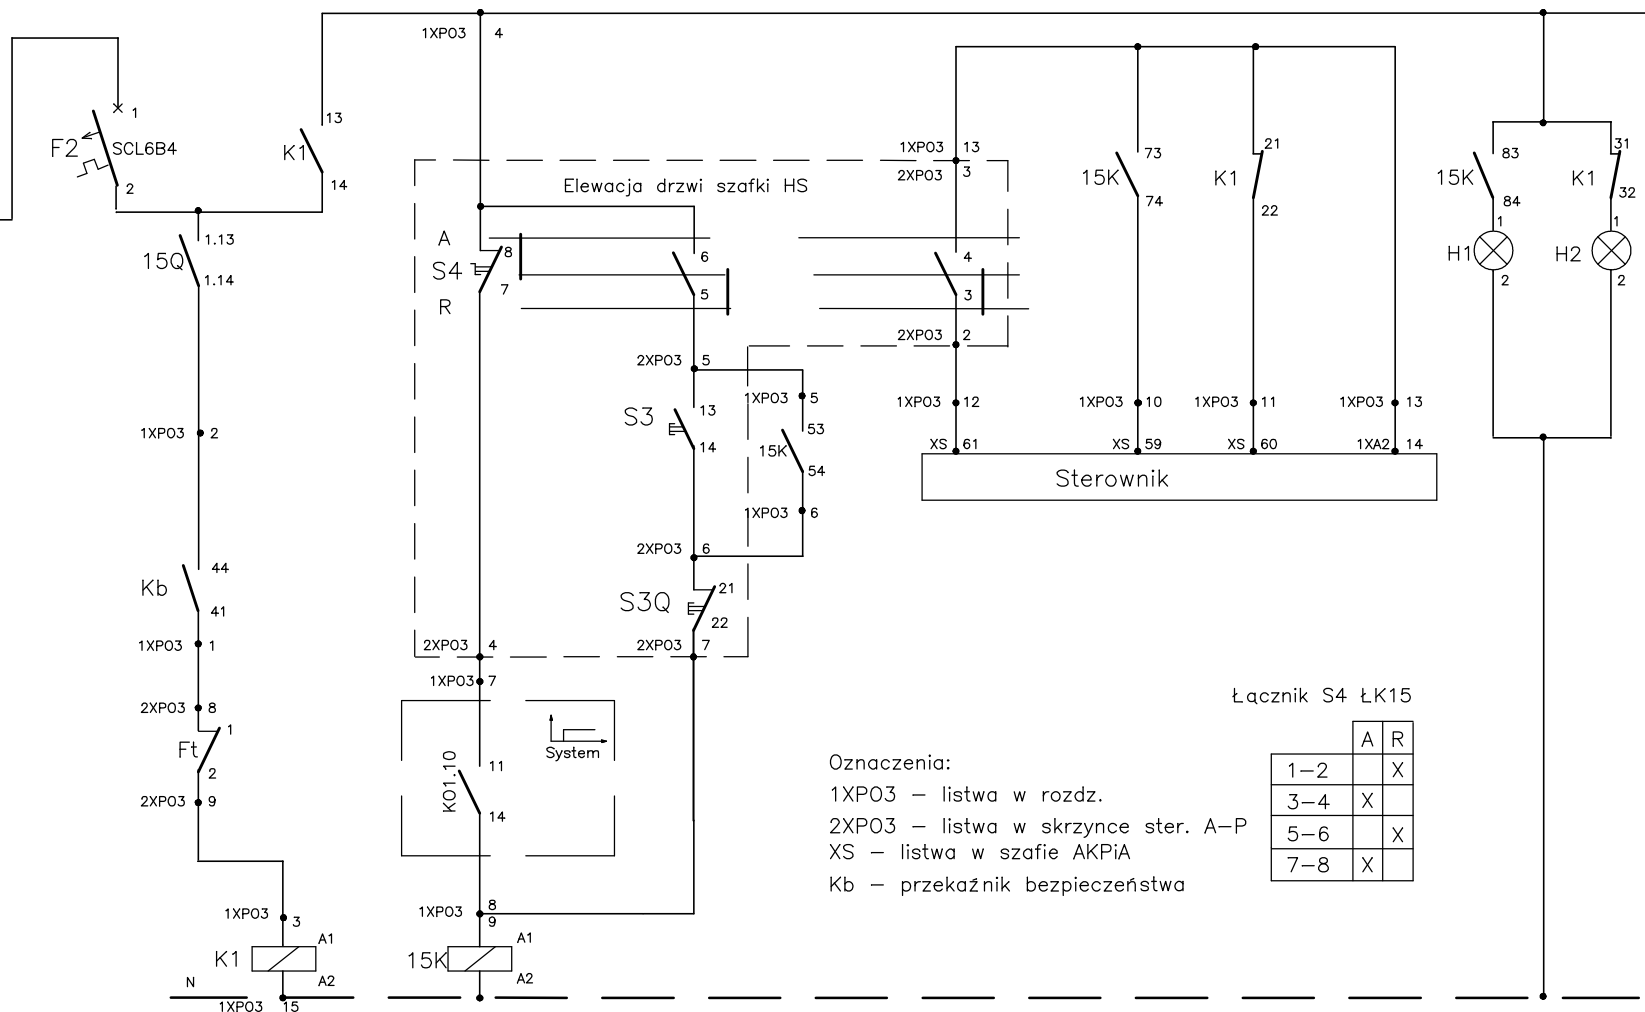 1XP03 4
1
F2 SCL6B4
2
13
K1
14
1.13
15Q
1.14
1XP03 2
44
Kb
41
1XP03 1
2XP03 8
1
Ft
2
2XP03 9
1XP03 3
A1
K1
A2
N
1XP03 15
Elewacja drzwi szafki HS
A
8
S4
7
R
6
5
2XP03 5
13
S3
14
1XP03 5
53
15K
54
1XP03 6
2XP03 6
21
S3Q
22
2XP03 4
2XP03 7
1XP03 7
System
K01.10
11
14
1XP03 8
9
A1
15K
A2
1XP03 13
2XP03 3
4
3
2XP03 2
1XP03 12
XS 61
73
15K
74
1XP03 10
XS 59
21
K1
22
1XP03 11
XS 60
1XP03 13
1XA2 14
Sterownik
83
15K
84
1
H1
2
31
K1
32
1
H2
2
Oznaczenia:
1XP03 – listwa w rozdz.
2XP03 – listwa w skrzynce ster. A–P
XS – listwa w szafie AKPiA
Kb – przekaźnik bezpieczeństwa
Łącznik S4 ŁK15
A R
1–2 X
3–4 X
5–6 X
7–8 X